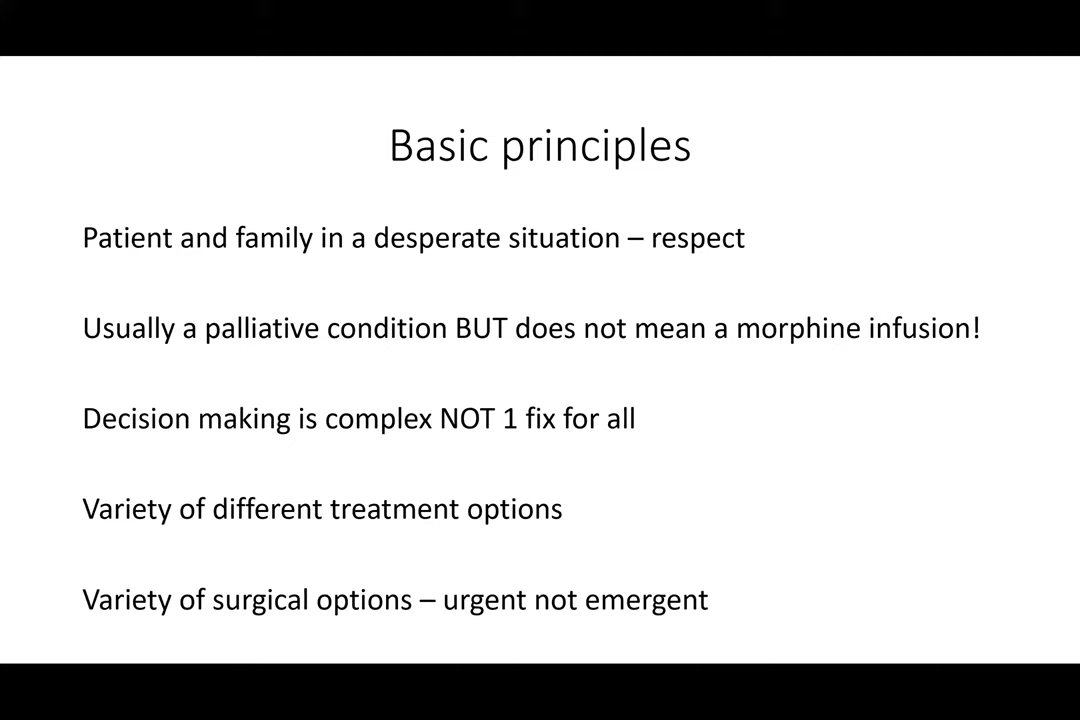 Basic principles
Patient and family in a desperate situation – respect
Usually a palliative condition BUT does not mean a morphine infusion!
Decision making is complex NOT 1 fix for all
Variety of different treatment options
Variety of surgical options – urgent not emergent